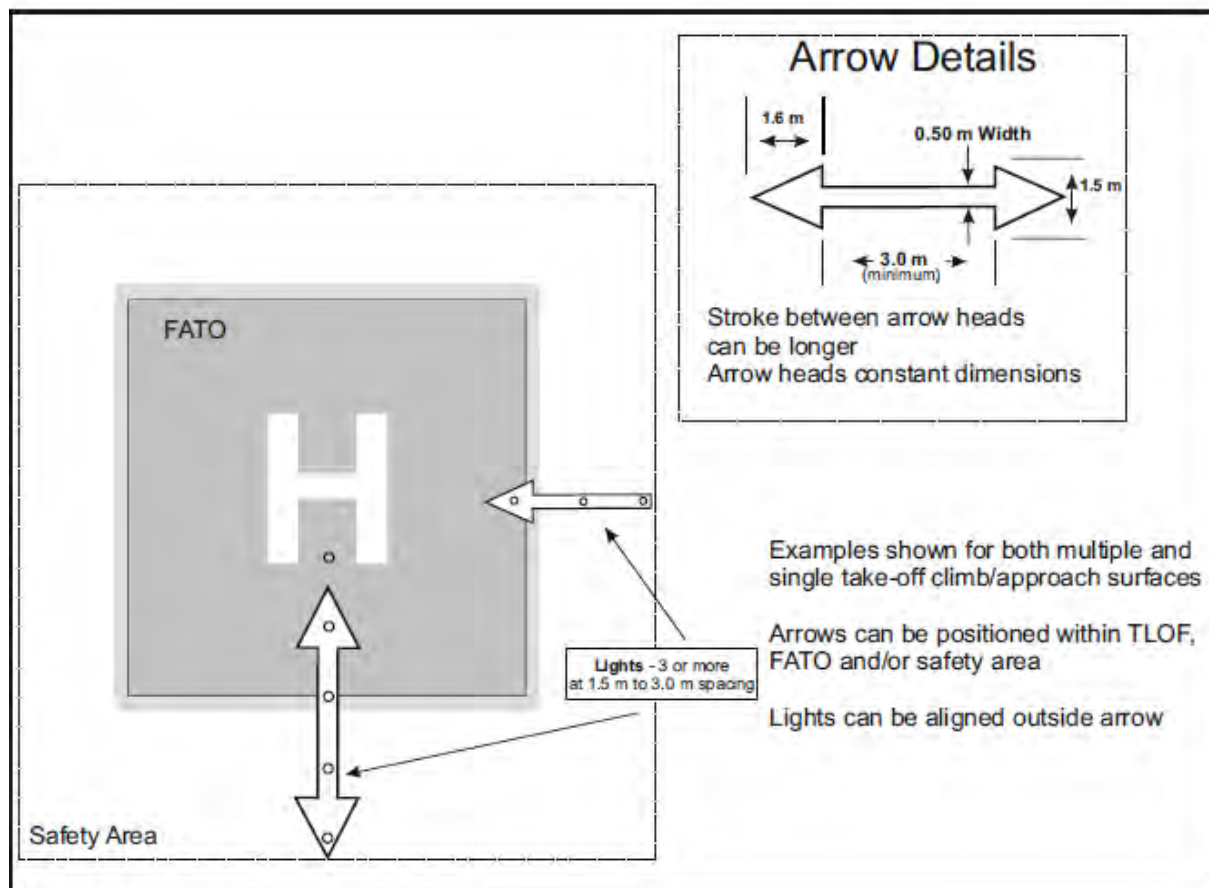 Arrow Details
1.6 m
0.50 m Width
1.5 m
3.0 m
(minimum)
Stroke between arrow heads
can be longer
Arrow heads constant dimensions
FATO
H
Examples shown for both multiple and
single take-off climb/approach surfaces
Arrows can be positioned within TLOF,
FATO and/or safety area
Lights - 3 or more
at 1.5 m to 3.0 m spacing
Lights can be aligned outside arrow
Safety Area